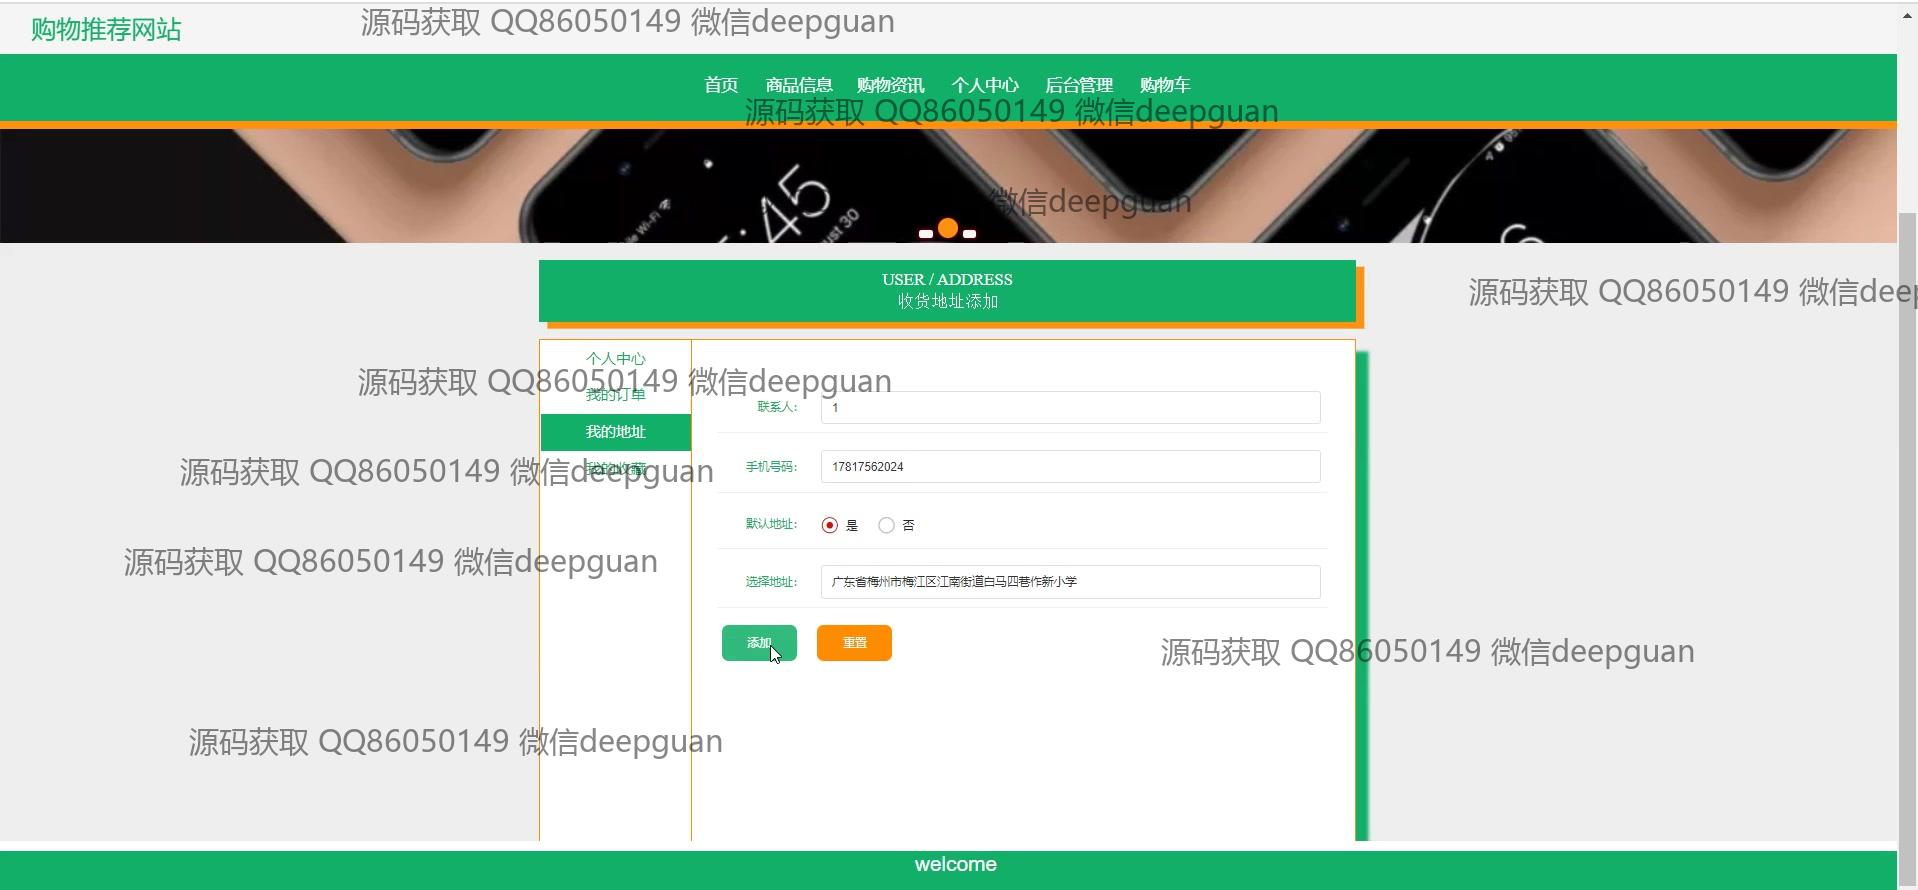 购物推荐网站
源码获取 QQ86050149 微信deepguan
首页 商品信息 购物资讯 个人中心 后台管理 购物车
源码获取 QQ86050149 微信deepguan
45
微信deepguan
USER / ADDRESS
收货地址添加
源码获取 QQ86050149 微信deep
个人中心
源码获取 QQ86050149 微信deepguan
我的订单
联系人: 1
我的地址
手机号码: 17817562024
我的收藏
源码获取 QQ86050149 微信deepguan
默认地址: 是 否
源码获取 QQ86050149 微信deepguan
选择地址: 广东省梅州市梅江区江南街道白马四巷作新小学
添加 重置
源码获取 QQ86050149 微信deepguan
源码获取 QQ86050149 微信deepguan
welcome